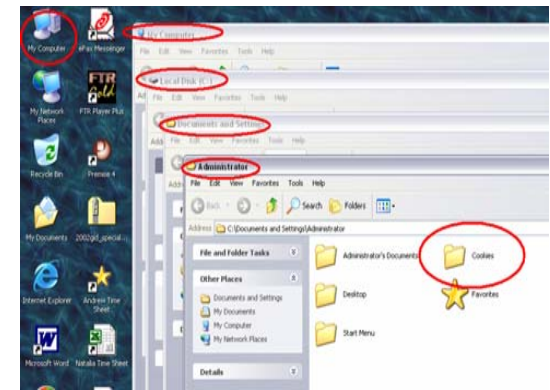 My Computer
eFax Messenger
My Network
Places
FTR Player Plus
Recycle Bin
Premise 4
My Documents
2002gid_special...
Internet Explorer
Andrew Time
Sheet
Microsoft Word
Natalia Time Sheet
My Computer
File Edit View Favorites Tools Help
Local Disk (C:)
File Edit View Favorites Tools Help
Documents and Settings
File Edit View Favorites Tools Help
Administrator
File Edit View Favorites Tools Help
Back
Search
Folders
Address C:\Documents and Settings\Administrator
File and Folder Tasks
Other Places
Documents and Settings
My Documents
My Computer
My Network Places
Details
Administrator's Documents
Cookies
Desktop
Favorites
Start Menu